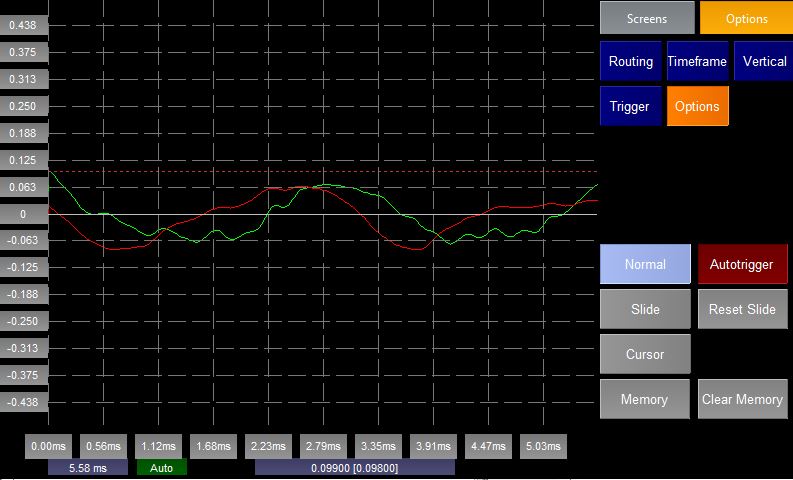 0.438
0.375
0.313
0.250
0.188
0.125
0.063
0
-0.063
-0.125
-0.188
-0.250
-0.313
-0.375
-0.438
0.00ms 0.56ms 1.12ms 1.68ms 2.23ms 2.79ms 3.35ms 3.91ms 4.47ms 5.03ms
5.58 ms Auto 0.09900 [0.09800]
Screens Options
Routing Timeframe Vertical
Trigger Options
Normal Autotrigger
Slide Reset Slide
Cursor
Memory Clear Memory